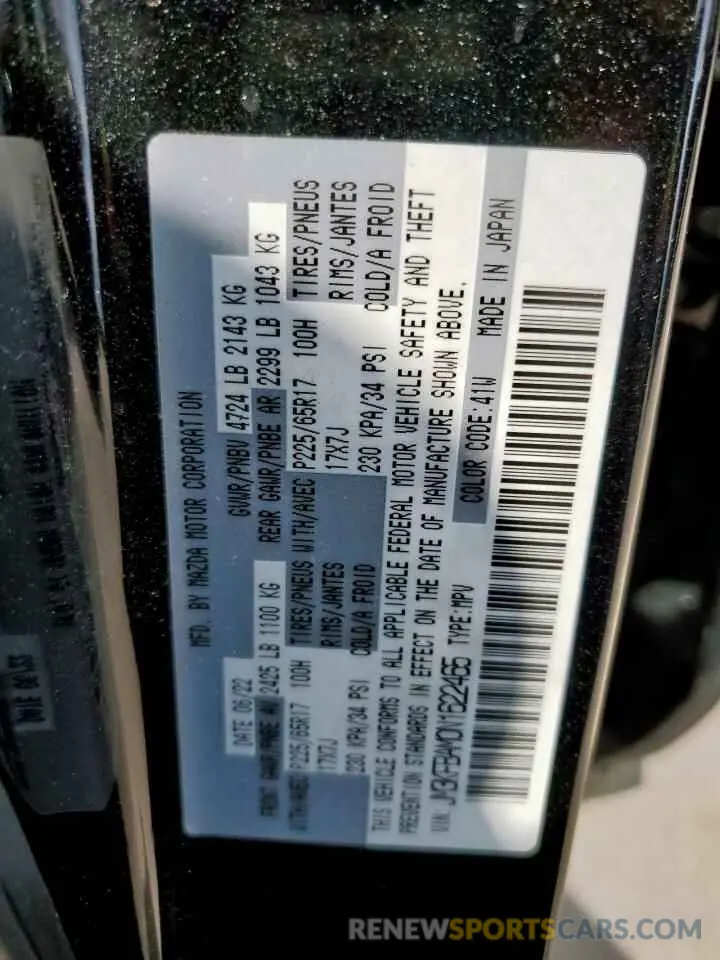 MFD. BY MAZDA MOTOR CORPORATION
DATE 06/22 GVWR/PNBV 4724 LB 2143 KG
FRONT GAWR/PNBE AV 2425 LB 1100 KG REAR GAWR/PNBE AR 2299 LB 1043 KG
WITH/AVEC P225/65R17 100H TIRES/PNEUS WITH/AVEC P225/65R17 100H TIRES/PNEUS
17X7J RIMS/JANTES 17X7J RIMS/JANTES
230 KPA/34 PSI COLD/A FROID 230 KPA/34 PSI COLD/A FROID
THIS VEHICLE CONFORMS TO ALL APPLICABLE FEDERAL MOTOR VEHICLE SAFETY AND THEFT
PREVENTION STANDARDS IN EFFECT ON THE DATE OF MANUFACTURE SHOWN ABOVE.
VIN: JM3KFBAM0N1622465 TYPE:MPV COLOR CODE:41W MADE IN JAPAN
RENEWSPORTSCARS.COM